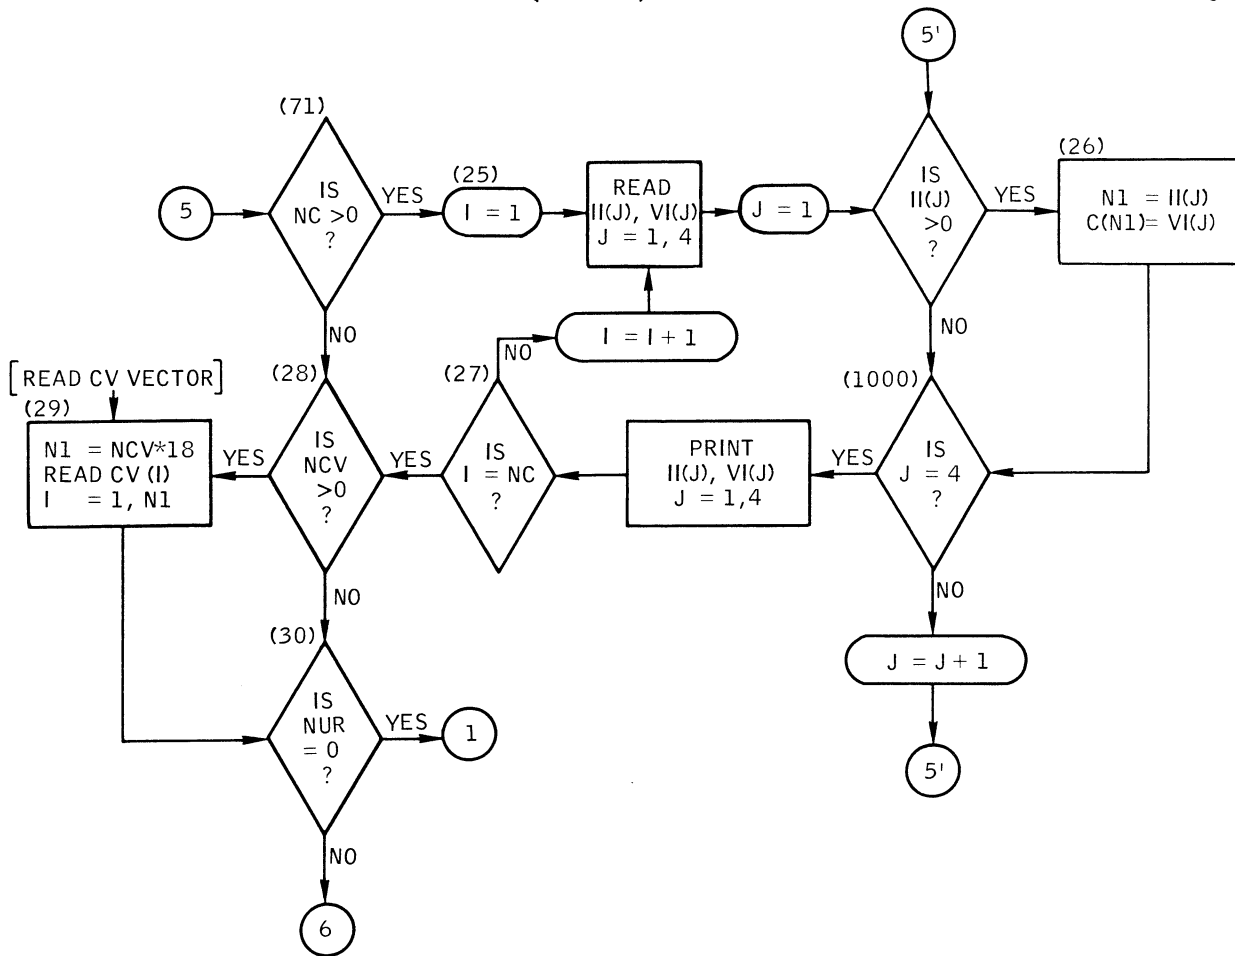 5'
(71)
IS
NC >0
?
YES
NO
5
(25)
I = 1
READ
II(J), VI(J)
J = 1, 4
J = 1
IS
II(J)
>0
?
YES
NO
(26)
N1 = II(J)
C(N1)= VI(J)
I = I + 1
NO
[READ CV VECTOR]
(29)
N1 = NCV*18
READ CV (I)
I = 1, N1
YES
(28)
IS
NCV
>0
?
NO
YES
(27)
IS
I = NC
?
PRINT
II(J), VI(J)
J = 1,4
YES
(1000)
IS
J = 4
?
NO
J = J + 1
5'
(30)
IS
NUR
= 0
?
YES
1
NO
6